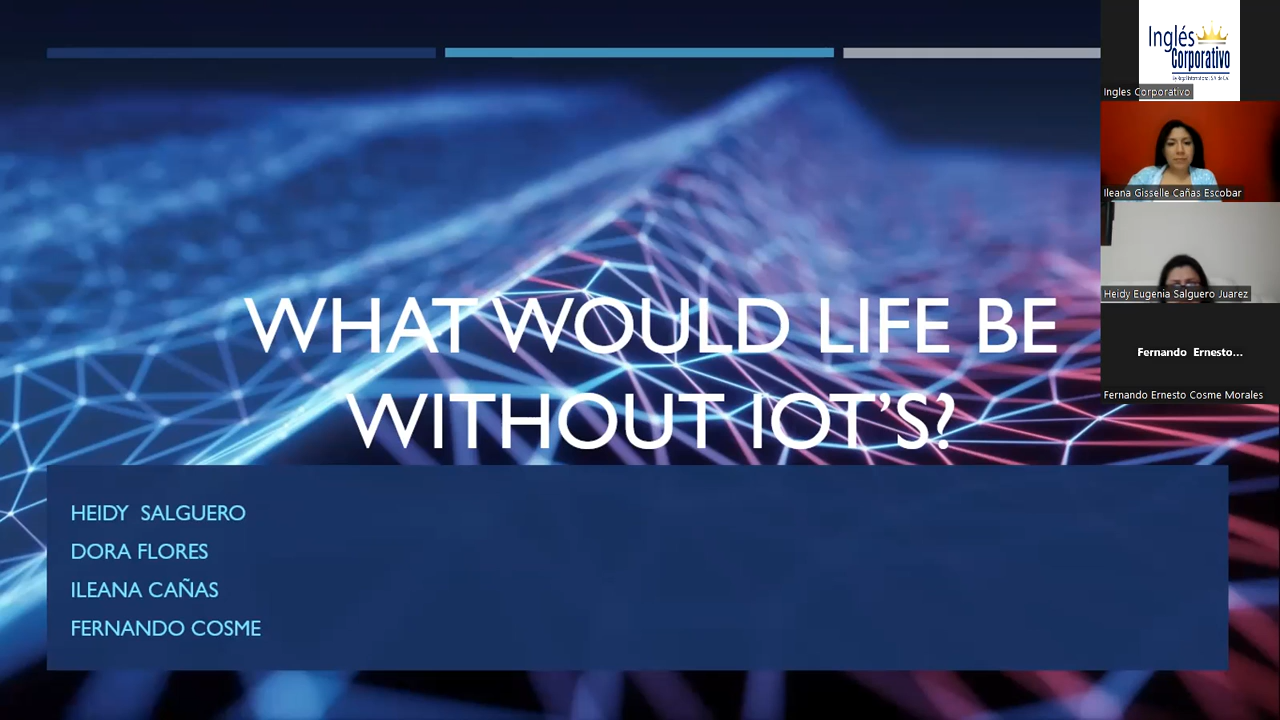 WHAT WOULD LIFE BE
WITHOUT IOT'S?
HEIDY SALGUERO
DORA FLORES
ILEANA CAÑAS
FERNANDO COSME
Inglés
Corporativo
Ingles Corporativo
Ileana Gisselle Cañas Escobar
Heidy Eugenia Salguero Juarez
Fernando Ernesto...
Fernando Ernesto Cosme Morales